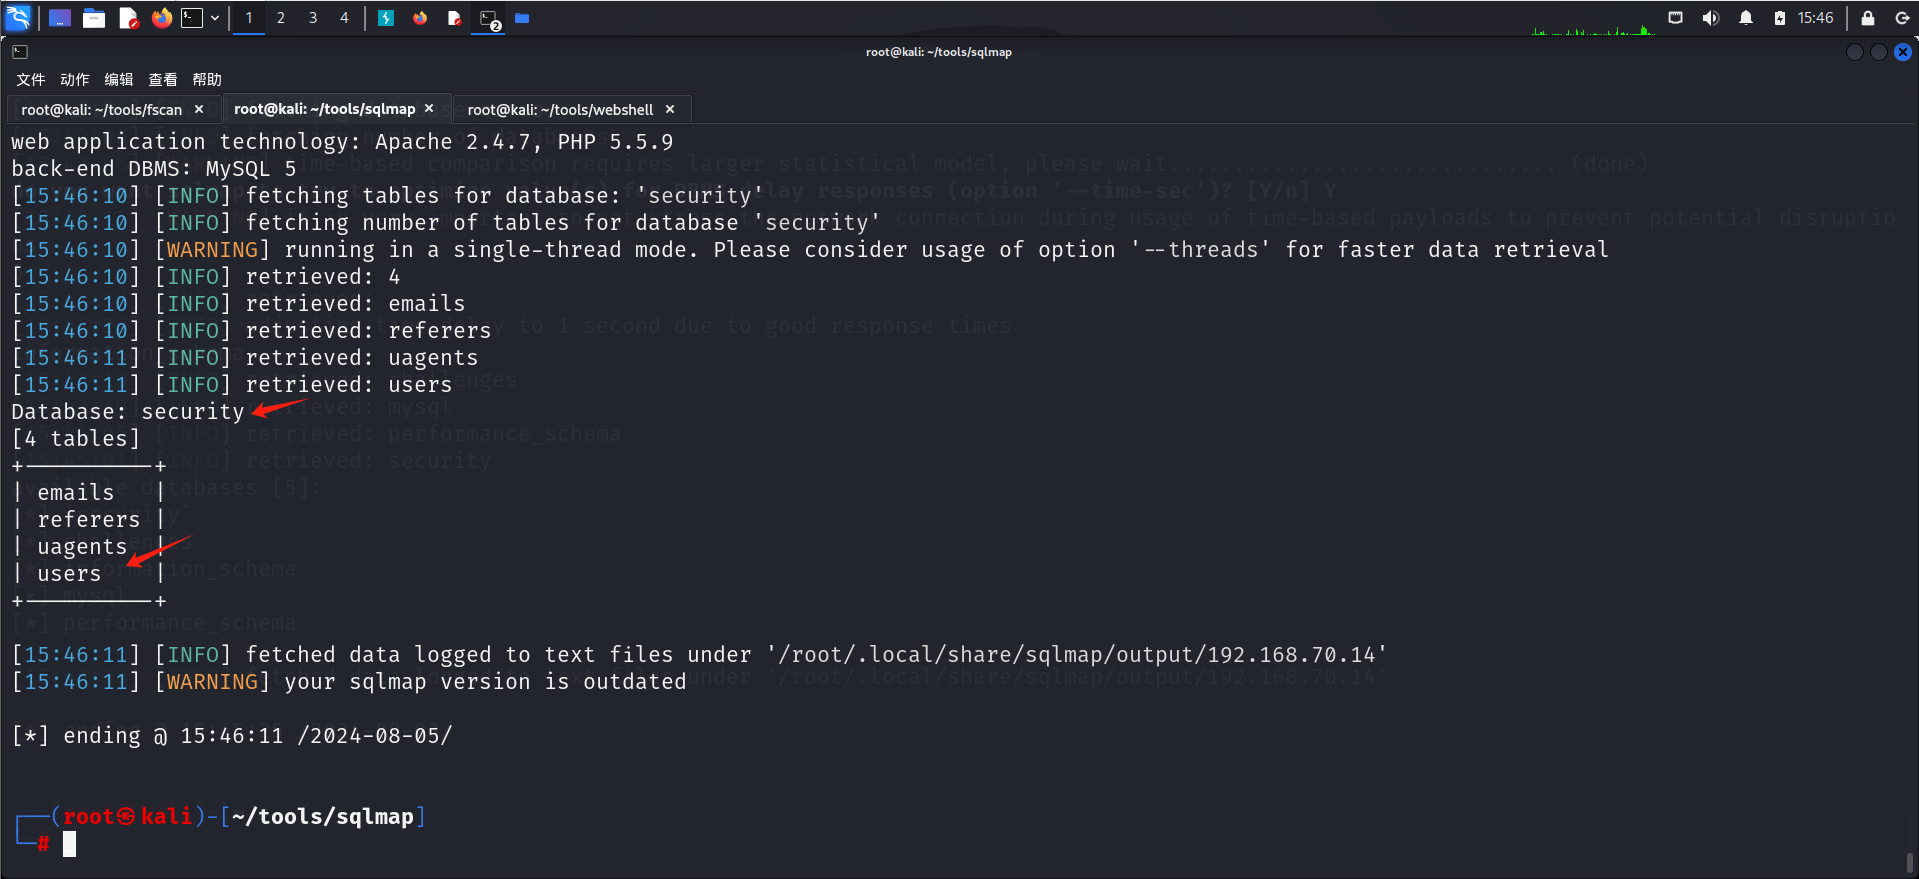 1 2 3 4 2 15:46
root@kali: ~/tools/sqlmap
文件 动作 编辑 查看 帮助
root@kali: ~/tools/fscan × root@kali: ~/tools/sqlmap × root@kali: ~/tools/webshell ×
web application technology: Apache 2.4.7, PHP 5.5.9
back-end DBMS: MySQL 5
[15:46:10] [INFO] fetching tables for database: 'security'
[15:46:10] [INFO] fetching number of tables for database 'security'
[15:46:10] [WARNING] running in a single-thread mode. Please consider usage of option '--threads' for faster data retrieval
[15:46:10] [INFO] retrieved: 4
[15:46:10] [INFO] retrieved: emails
[15:46:10] [INFO] retrieved: referers
[15:46:11] [INFO] retrieved: uagents
[15:46:11] [INFO] retrieved: users
Database: security
[4 tables]
+----------+
| emails   |
| referers |
| uagents  |
| users    |
+----------+
[15:46:11] [INFO] fetched data logged to text files under '/root/.local/share/sqlmap/output/192.168.70.14'
[15:46:11] [WARNING] your sqlmap version is outdated
[*] ending @ 15:46:11 /2024-08-05/
┌──(root㉿kali)-[~/tools/sqlmap]
└─#